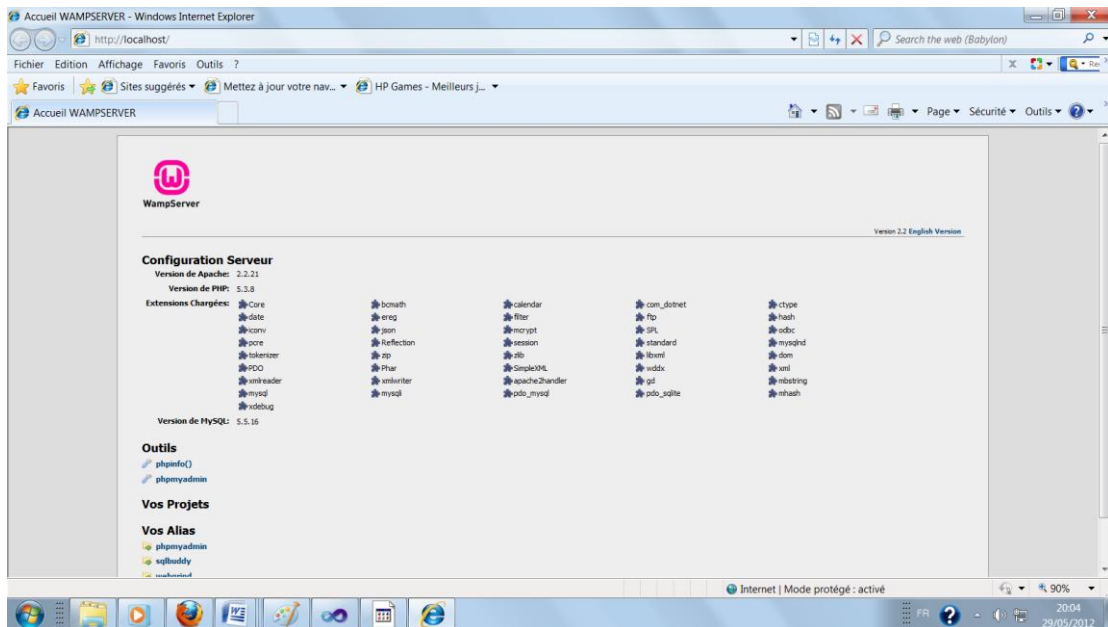 Accueil WAMPSERVER - Windows Internet Explorer
http://localhost/
Search the web (Babylon)
Fichier Edition Affichage Favoris Outils ?
Favoris Sites suggérés Mettez à jour votre nav... HP Games - Meilleurs j...
Accueil WAMPSERVER
Page Sécurité Outils
WampServer
Version 2.2 English Version
Configuration Serveur
Version de Apache: 2.2.21
Version de PHP: 5.3.8
Extensions Chargées: Core bcmath calendar com_dotnet ctype
date ereg filter ftp hash
iconv json mcrypt SPL odbc
pcre Reflection session standard mysqlnd
tokenizer zip zlib libxml dom
PDO Phar SimpleXML wddx xml
xmlreader xmlwriter apache2handler gd mbstring
mysql mysqli pdo_mysql pdo_sqlite mhash
xdebug
Version de MySQL: 5.5.16
Outils
phpinfo()
phpmyadmin
Vos Projets
Vos Alias
phpmyadmin
sqlbuddy
webgrind
Internet | Mode protégé : activé
90%
FR
20:04
29/05/2012